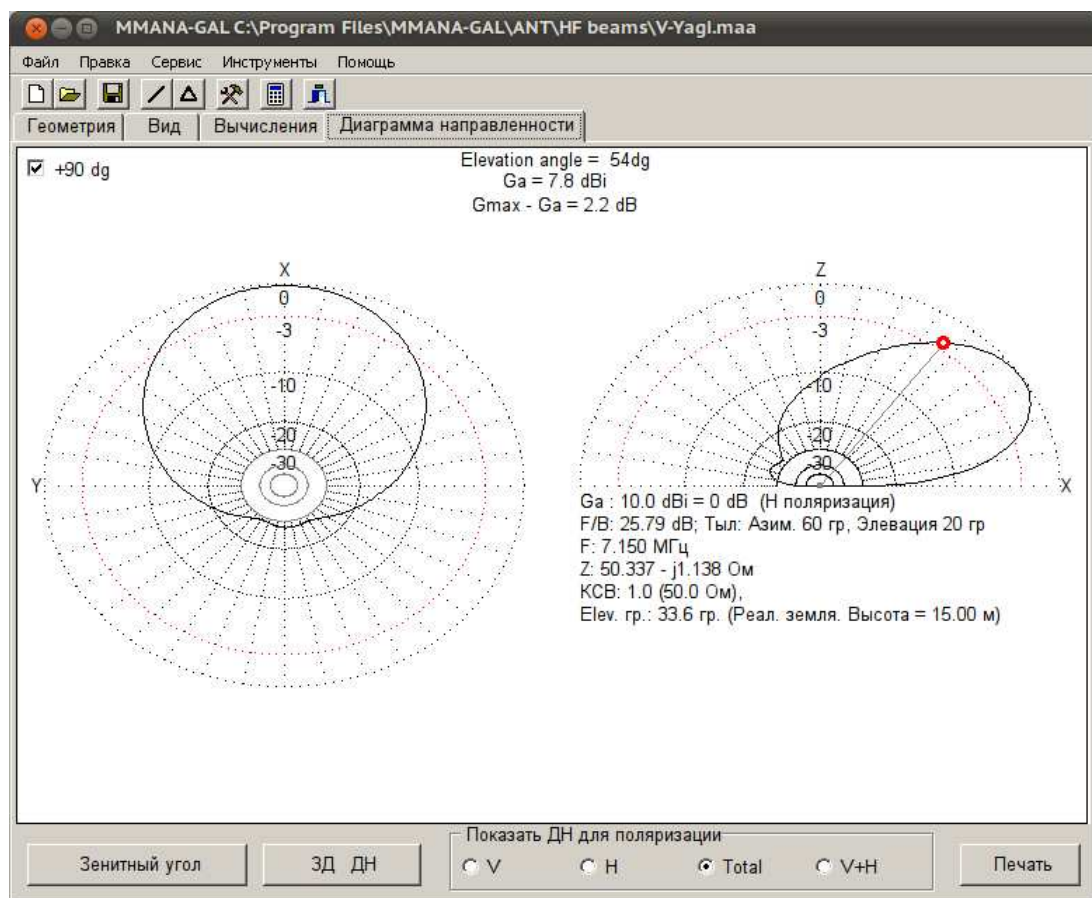 MMANA-GAL C:\Program Files\MMANA-GAL\ANT\HF beams\V-Yagi.maa
Файл Правка Сервис Инструменты Помощь
Геометрия Вид Вычисления Диаграмма направленности
+90 dg
Elevation angle = 54dg
Ga = 7.8 dBi
Gmax - Ga = 2.2 dB
X
0
-3
-10
-20
-30
Y
Z
0
-3
-10
-20
-30
X
Ga : 10.0 dBi = 0 dB (Н поляризация)
F/B: 25.79 dB; Тыл: Азим. 60 гр, Элевация 20 гр
F: 7.150 МГц
Z: 50.337 - j1.138 Ом
КСВ: 1.0 (50.0 Ом),
Elev. гр.: 33.6 гр. (Реал. земля. Высота = 15.00 м)
Показать ДН для поляризации
Зенитный угол 3Д ДН V H Total V+H Печать